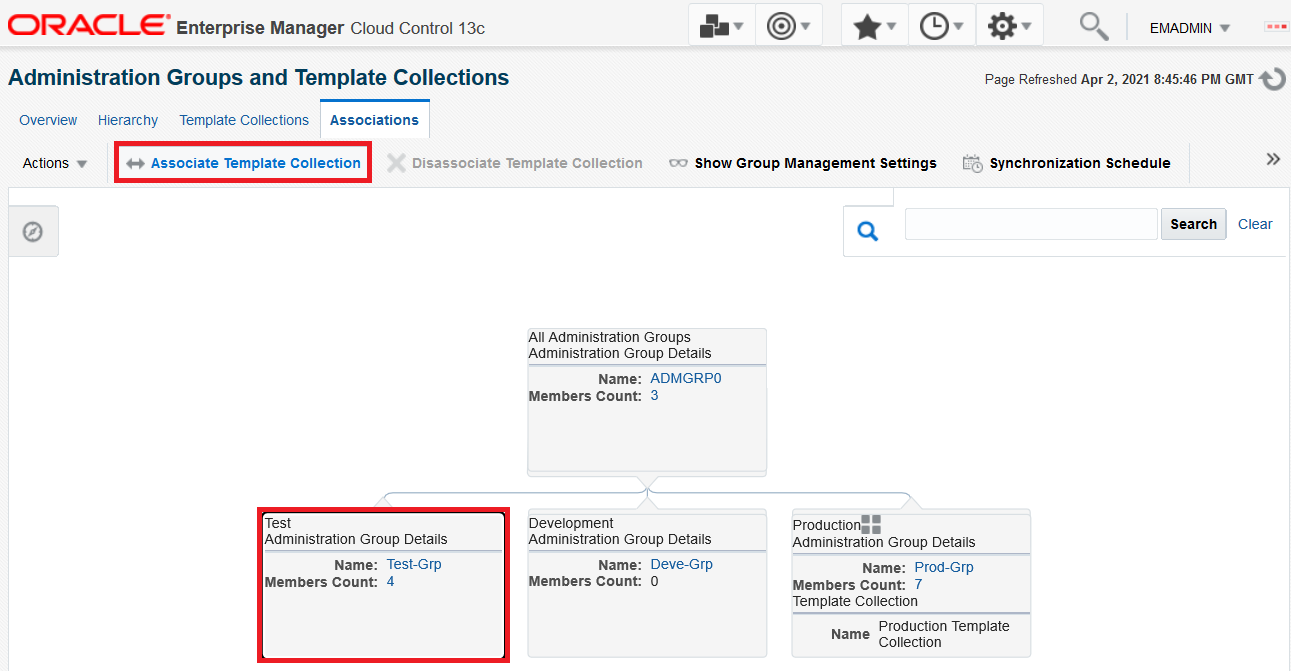 ORACLE® Enterprise Manager Cloud Control 13c
EMADMIN
Administration Groups and Template Collections
Page Refreshed Apr 2, 2021 8:45:46 PM GMT
Overview Hierarchy Template Collections Associations
Actions Associate Template Collection Disassociate Template Collection Show Group Management Settings Synchronization Schedule
Search Clear
All Administration Groups
Administration Group Details
Name: ADMGRP0
Members Count: 3
Test
Administration Group Details
Name: Test-Grp
Members Count: 4
Development
Administration Group Details
Name: Deve-Grp
Members Count: 0
Production
Administration Group Details
Name: Prod-Grp
Members Count: 7
Template Collection
Name Production Template
Collection